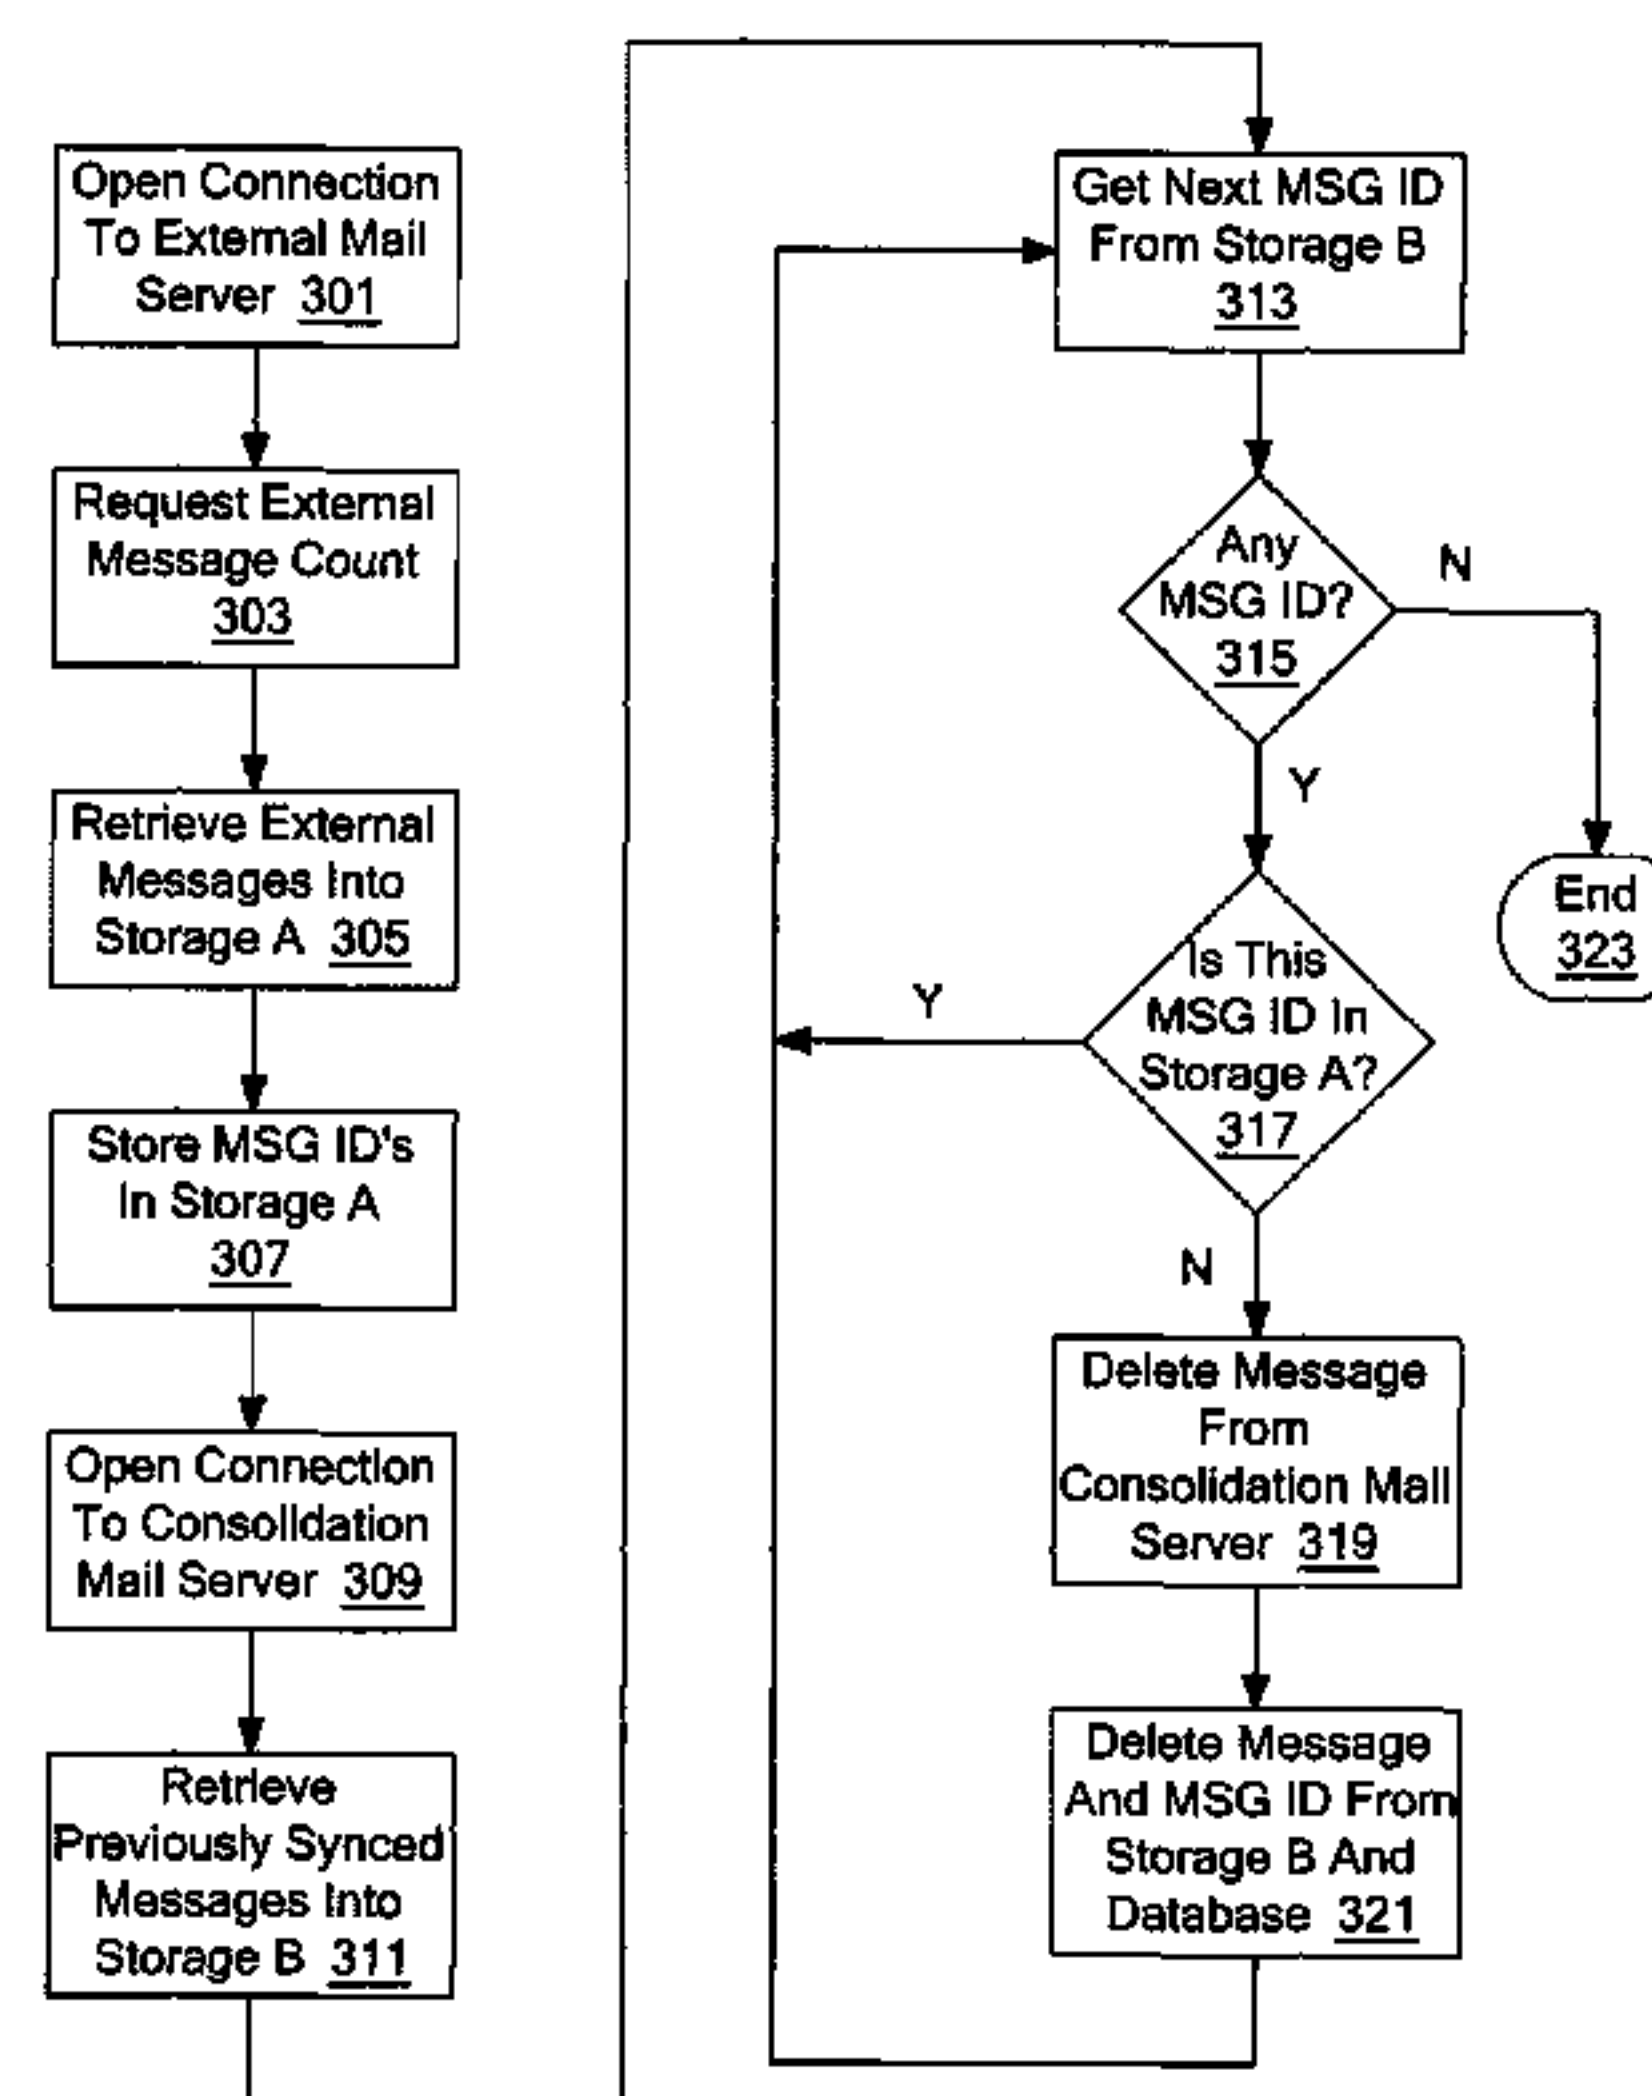 Open Connection
To External Mail
Server 301
Request External
Message Count
303
Retrieve External
Messages Into
Storage A 305
Store MSG ID's
In Storage A
307
Open Connection
To Consolidation
Mail Server 309
Retrieve
Previously Synced
Messages Into
Storage B 311
Get Next MSG ID
From Storage B
313
Any
MSG ID?
315
N
Y
End
323
Is This
MSG ID In
Storage A?
317
Y
N
Delete Message
From
Consolidation Mail
Server 319
Delete Message
And MSG ID From
Storage B And
Database 321